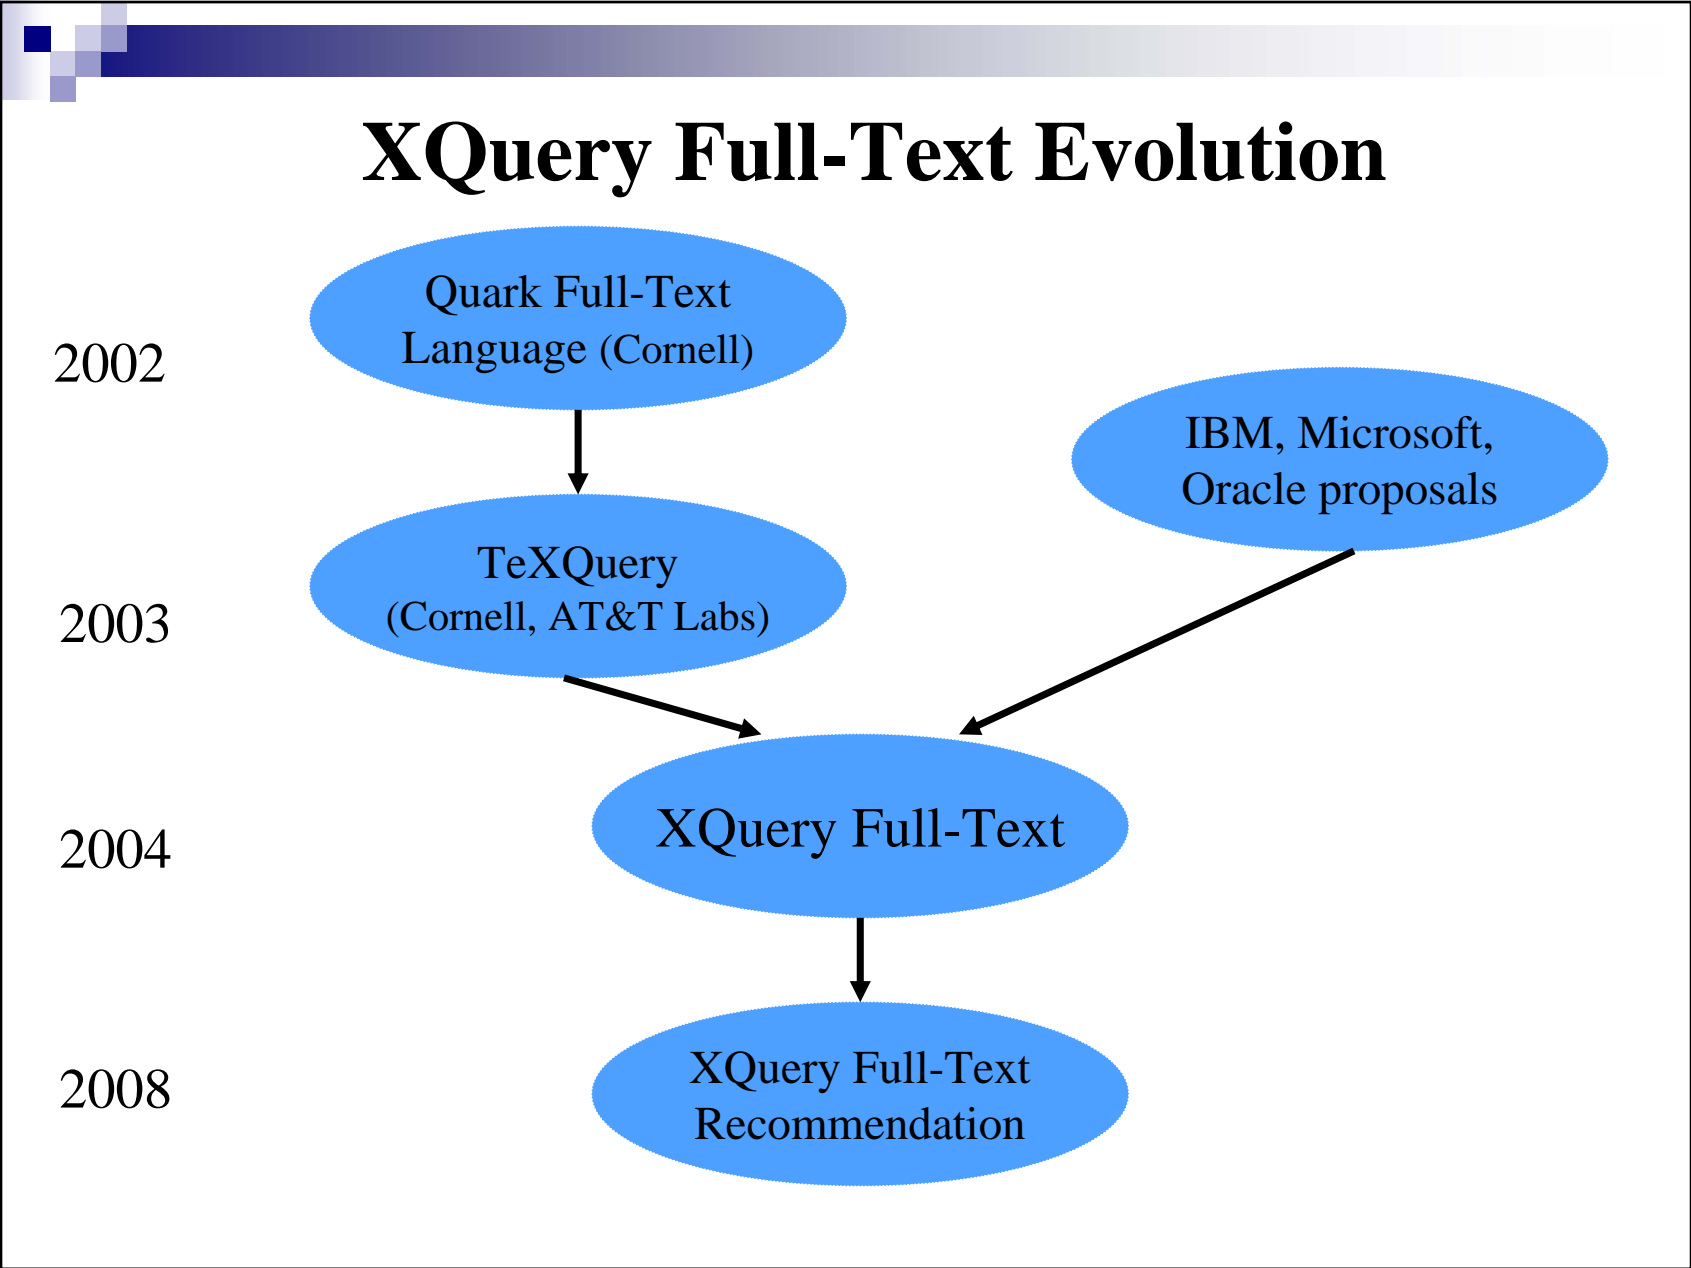 XQuery Full-Text Evolution
Quark Full-Text
Language (Cornell)
2002
IBM, Microsoft,
Oracle proposals
TeXQuery
(Cornell, AT&T Labs)
2003
XQuery Full-Text
2004
XQuery Full-Text
Recommendation
2008